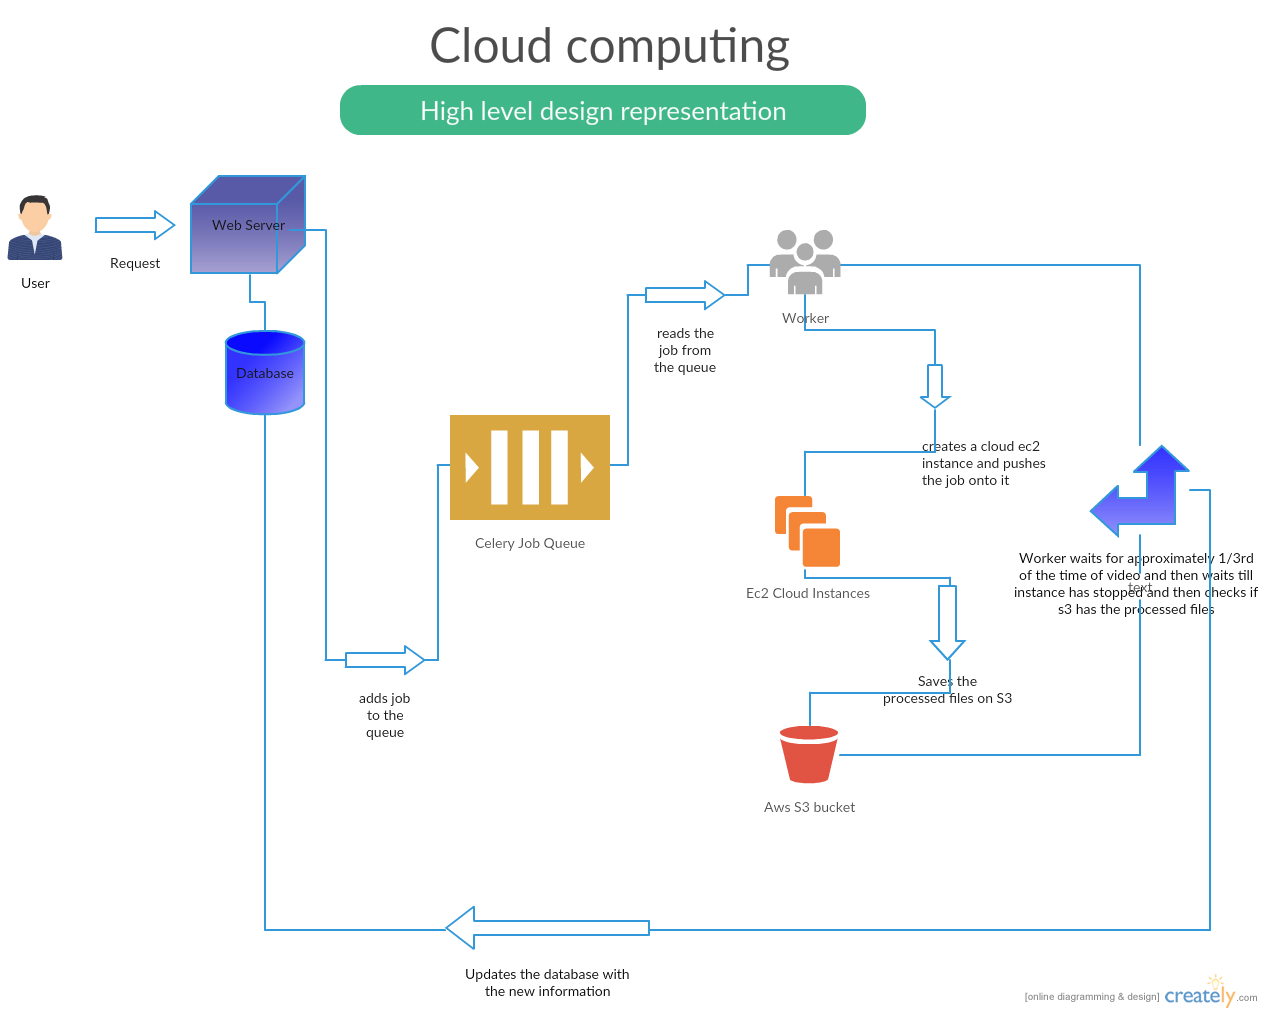 Cloud computing
High level design representation
User
Request
Web Server
Database
Worker
reads the
job from
the queue
creates a cloud ec2
instance and pushes
the job onto it
Celery Job Queue
Ec2 Cloud Instances
Worker waits for approximately 1/3rd
of the time of video and then waits till
text
instance has stopped and then checks if
s3 has the processed files
adds job
to the
queue
Saves the
processed files on S3
Aws S3 bucket
Updates the database with
the new information
[online diagramming & design] creately.com